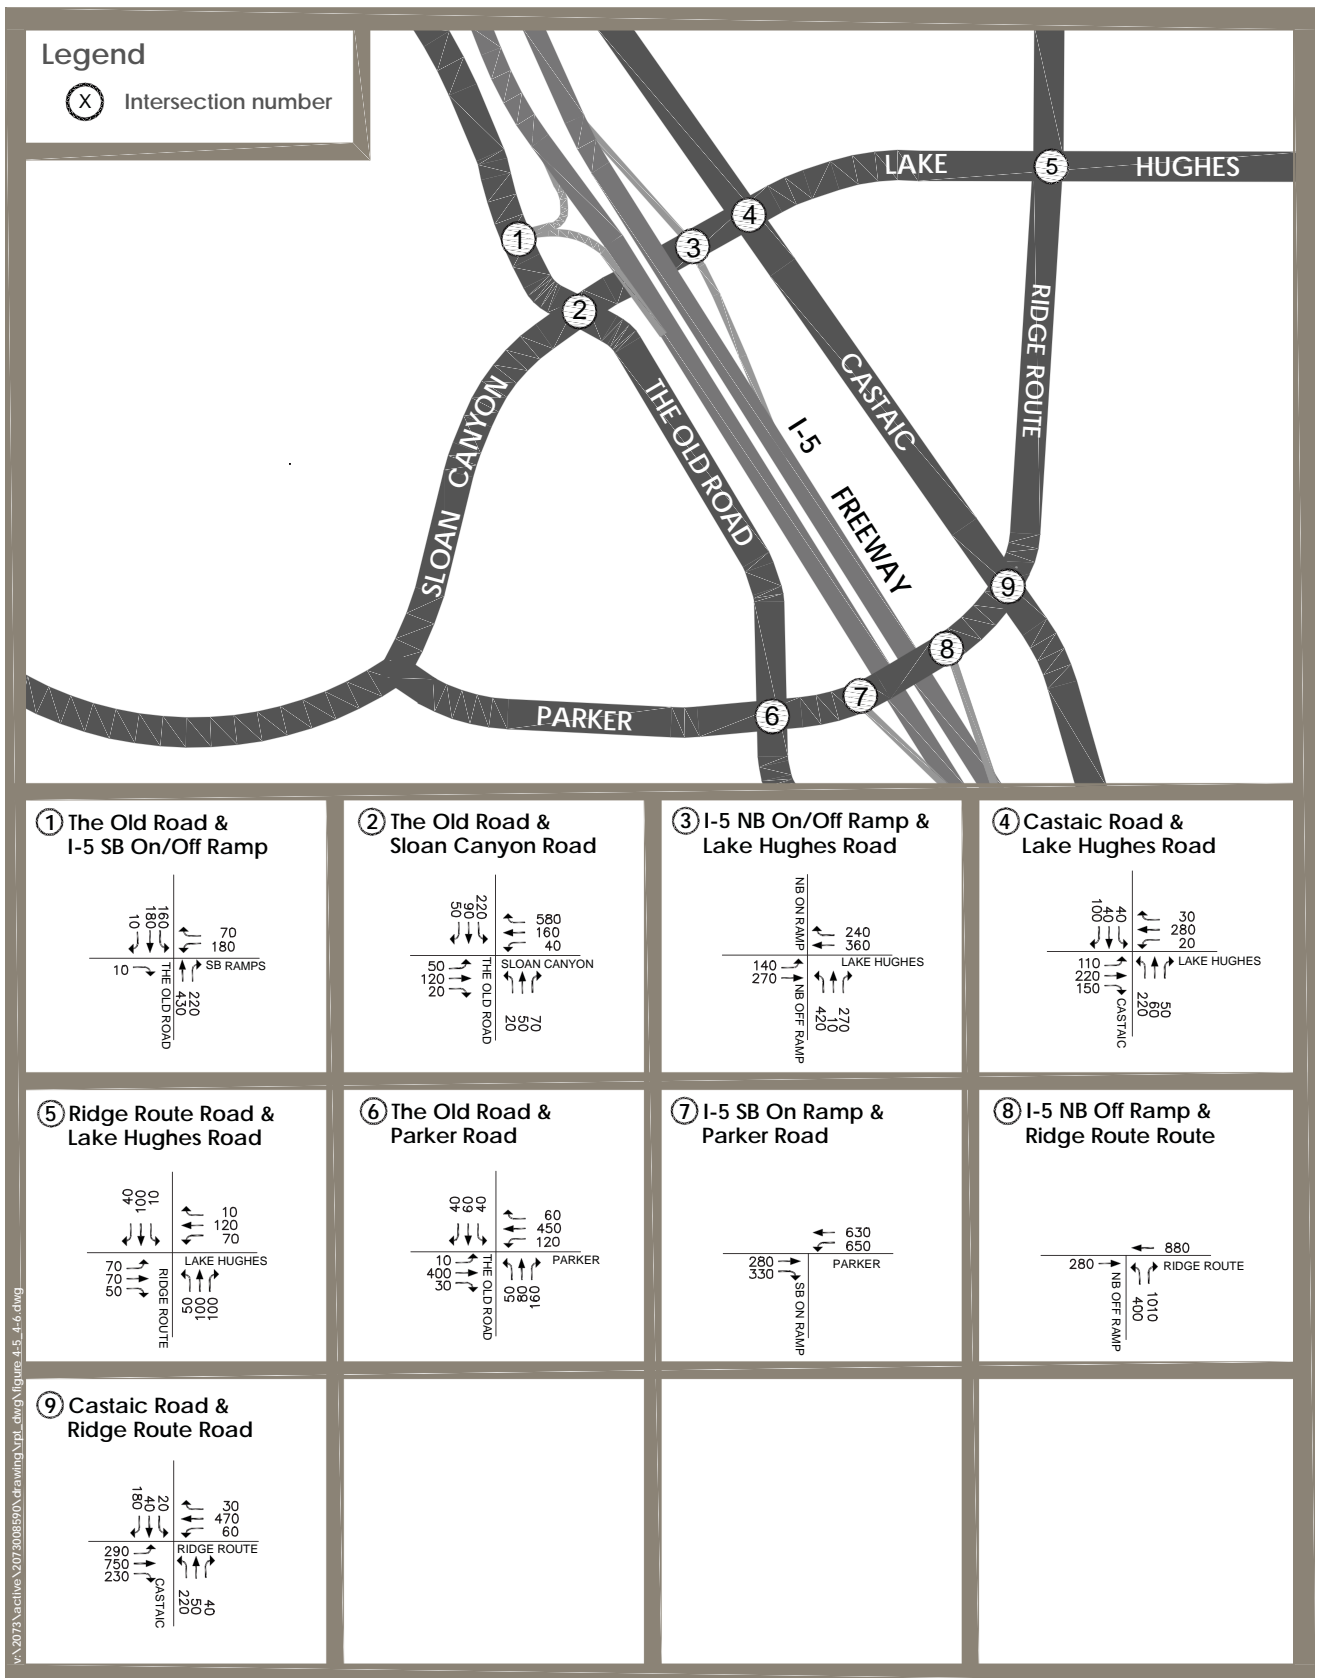 Legend
X Intersection number
LAKE
HUGHES
5
4
3
1
2
RIDGE ROUTE
CASTAIC
THE OLD ROAD
SLOAN CANYON
I-5 FREEWAY
9
8
7
6
PARKER
1 The Old Road &
I-5 SB On/Off Ramp
10 180 160
70
180
10
SB RAMPS
THE OLD ROAD
430 220
2 The Old Road &
Sloan Canyon Road
50 90 220
580
160
40
50
120
20
SLOAN CANYON
THE OLD ROAD
20 50 70
3 I-5 NB On/Off Ramp &
Lake Hughes Road
NB ON RAMP
240
360
140
270
LAKE HUGHES
NB OFF RAMP
420 10 270
4 Castaic Road &
Lake Hughes Road
100 40 40
30
280
20
110
220
150
LAKE HUGHES
CASTAIC
220 60 50
5 Ridge Route Road &
Lake Hughes Road
40 100 10
10
120
70
70
70
50
LAKE HUGHES
RIDGE ROUTE
50 100 100
6 The Old Road &
Parker Road
40 60 40
60
450
120
10
400
30
PARKER
THE OLD ROAD
50 80 160
7 I-5 SB On Ramp &
Parker Road
630
650
280
330
PARKER
SB ON RAMP
8 I-5 NB Off Ramp &
Ridge Route Route
880
280
RIDGE ROUTE
NB OFF RAMP
400 1010
9 Castaic Road &
Ridge Route Road
180 40 20
30
470
60
290
750
230
RIDGE ROUTE
CASTAIC
220 50 40
v:\2073\active\2073008590\drawing\rpt_dwg\figure_4-5_4-6.dwg